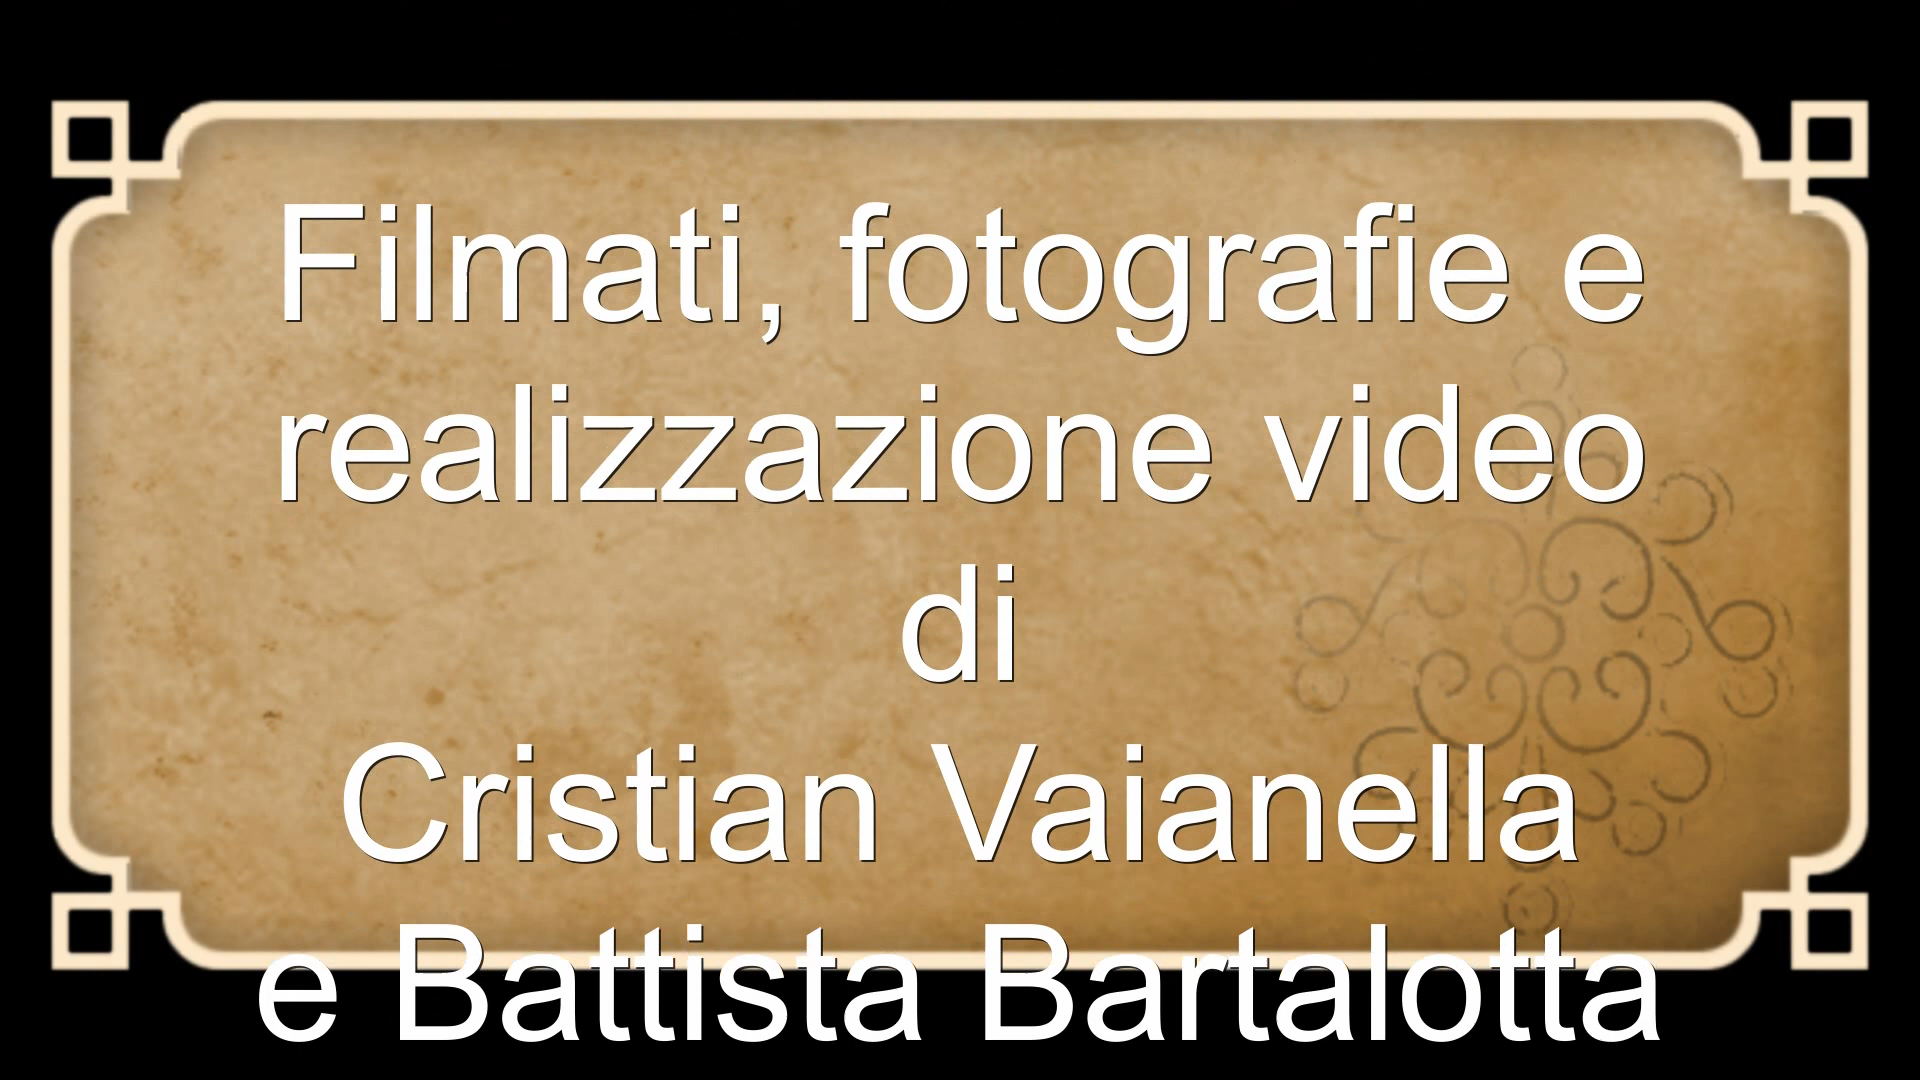 Filmati, fotografie e
realizzazione video
di
Cristian Vaianella
e Battista Bartalotta